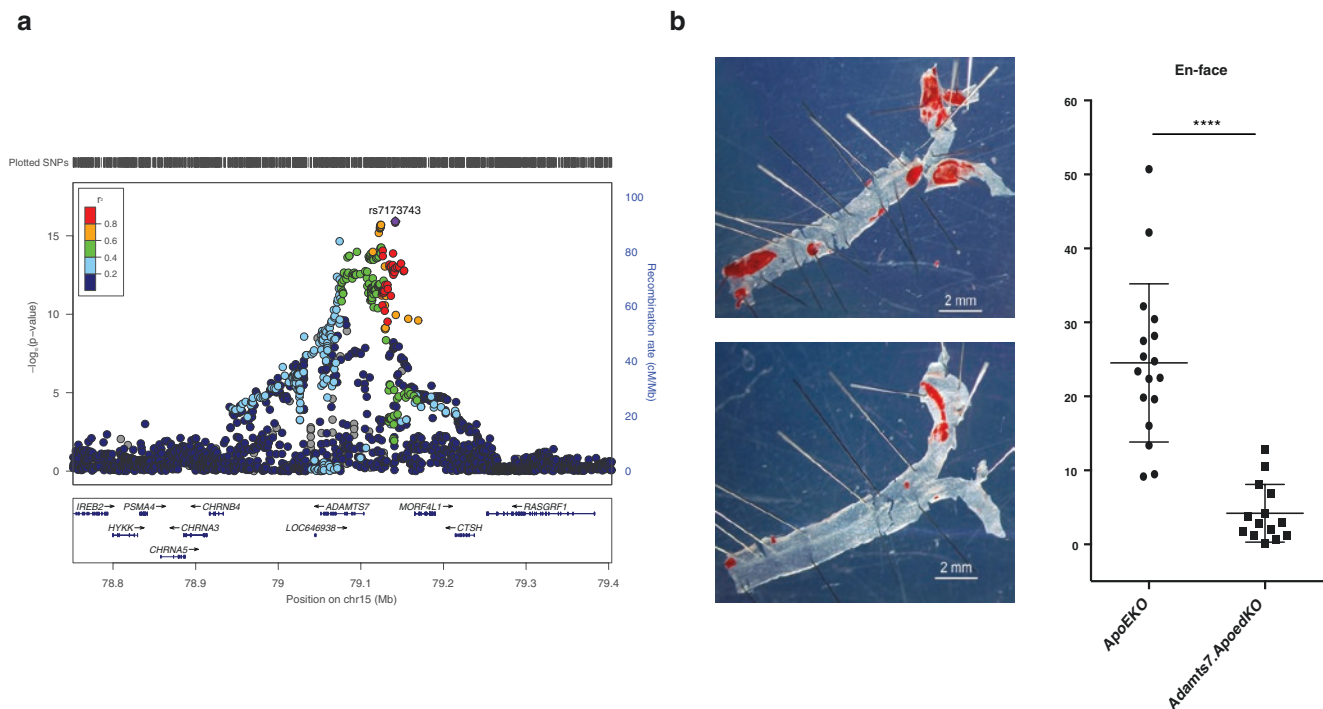 a
Plotted SNPs
r²
0.8
0.6
0.4
0.2
rs7173743
15
10
5
0
−log₁₀(p−value)
100
80
60
40
20
0
Recombination rate (cM/Mb)
IREB2
PSMA4
CHRNB4
ADAMTS7
MORF4L1
RASGRF1
HYKK
CHRNA3
LOC646938
CTSH
CHRNA5
78.8
78.9
79
79.1
79.2
79.3
79.4
Position on chr15 (Mb)
b
2 mm
2 mm
En-face
60
50
40
30
20
10
0
****
ApoEKO
Adamts7.ApoedKO